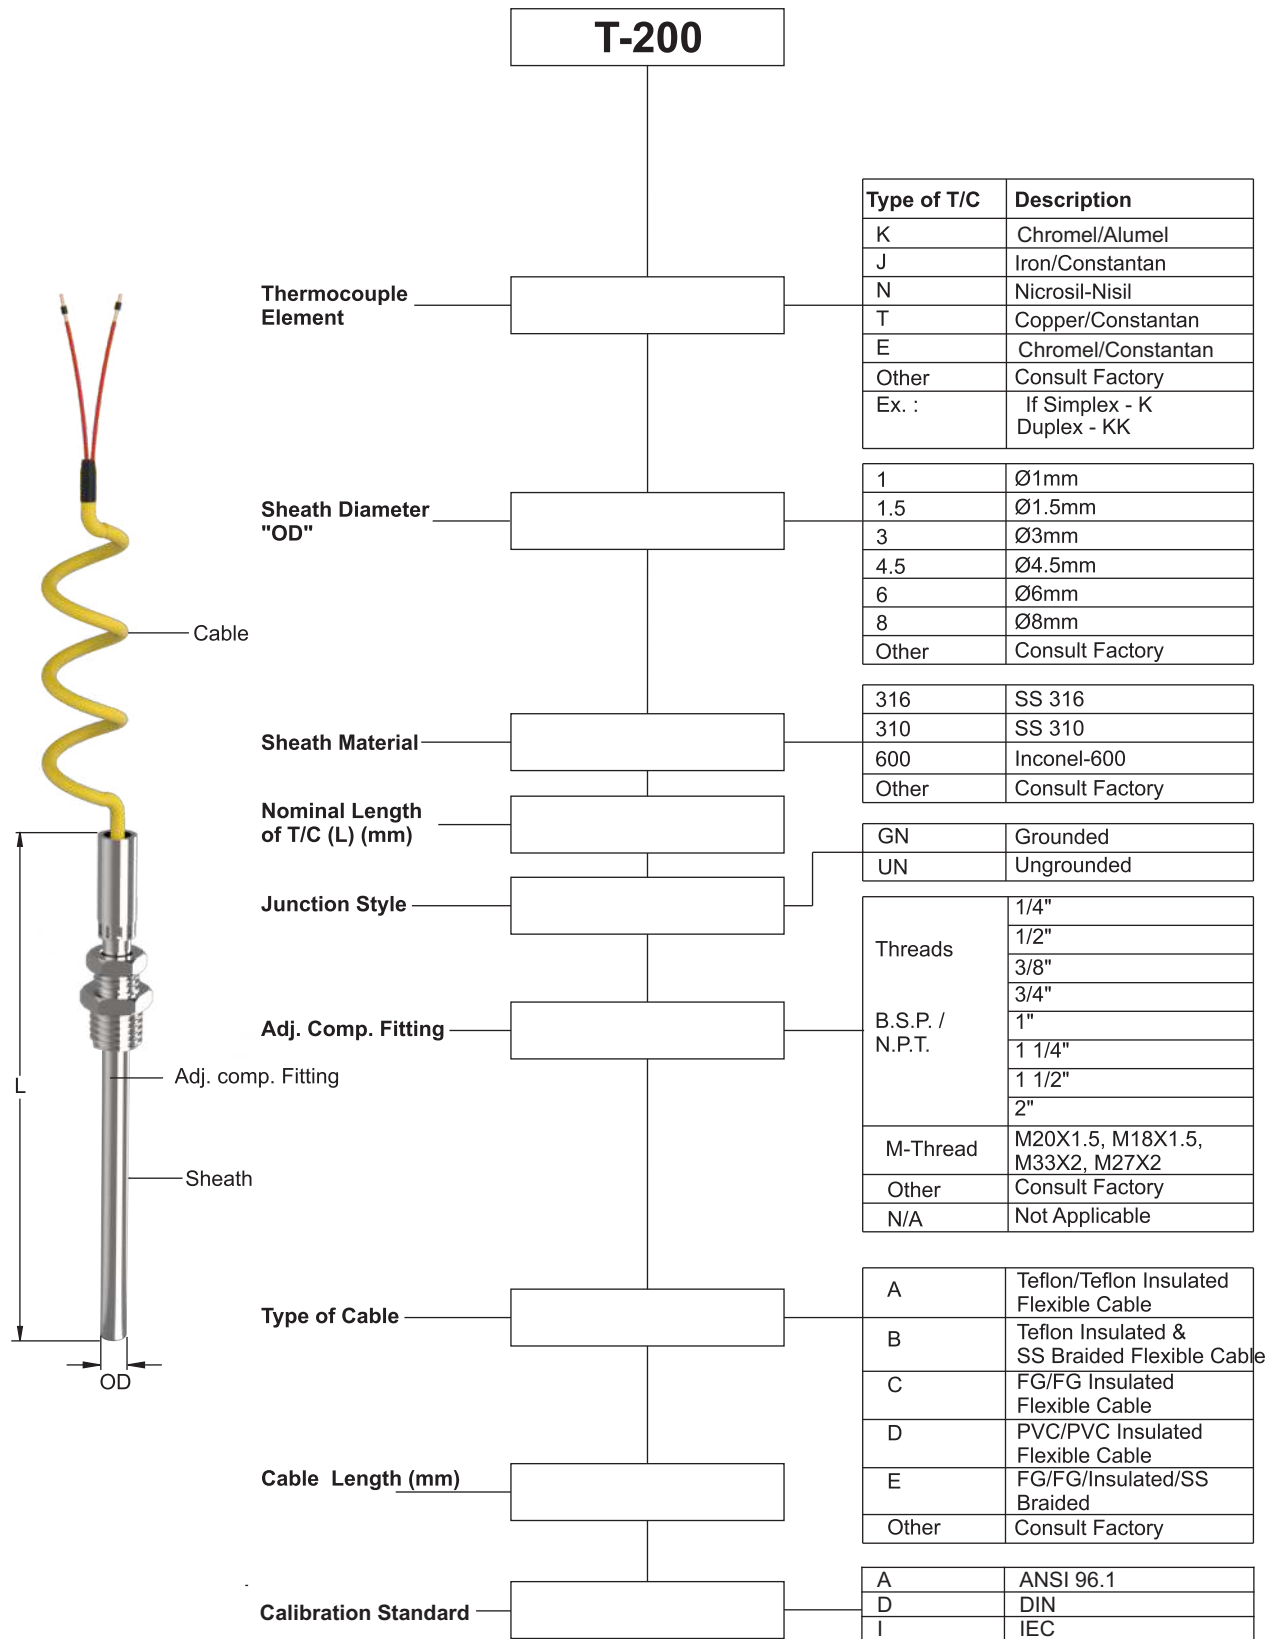 T-200
Type of T/C Description
K Chromel/Alumel
J Iron/Constantan
N Nicrosil-Nisil
T Copper/Constantan
E Chromel/Constantan
Other Consult Factory
Ex. : If Simplex - K
Duplex - KK
Thermocouple
Element
1 Ø1mm
1.5 Ø1.5mm
3 Ø3mm
4.5 Ø4.5mm
6 Ø6mm
8 Ø8mm
Other Consult Factory
Sheath Diameter
"OD"
Cable
316 SS 316
310 SS 310
600 Inconel-600
Other Consult Factory
Sheath Material
Nominal Length
of T/C (L) (mm)
GN Grounded
UN Ungrounded
Junction Style
Threads
B.S.P. /
N.P.T.
1/4"
1/2"
3/8"
3/4"
1"
1 1/4"
1 1/2"
2"
M-Thread M20X1.5, M18X1.5,
M33X2, M27X2
Other Consult Factory
N/A Not Applicable
Adj. Comp. Fitting
L
Adj. comp. Fitting
Sheath
OD
A Teflon/Teflon Insulated
Flexible Cable
B Teflon Insulated &
SS Braided Flexible Cable
C FG/FG Insulated
Flexible Cable
D PVC/PVC Insulated
Flexible Cable
E FG/FG/Insulated/SS
Braided
Other Consult Factory
Type of Cable
Cable Length (mm)
Calibration Standard
A ANSI 96.1
D DIN
I IEC